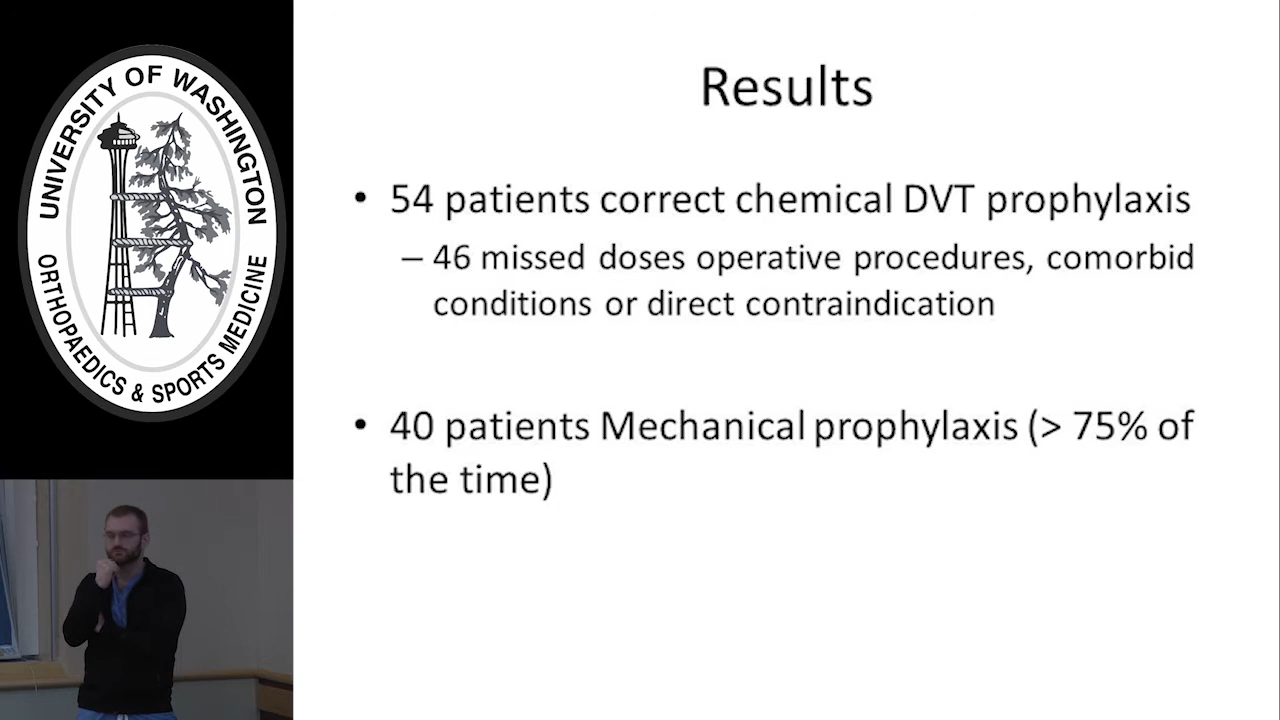 UNIVERSITY OF WASHINGTON
ORTHOPAEDICS & SPORTS MEDICINE
Results
• 54 patients correct chemical DVT prophylaxis
– 46 missed doses operative procedures, comorbid
conditions or direct contraindication
• 40 patients Mechanical prophylaxis (> 75% of
the time)